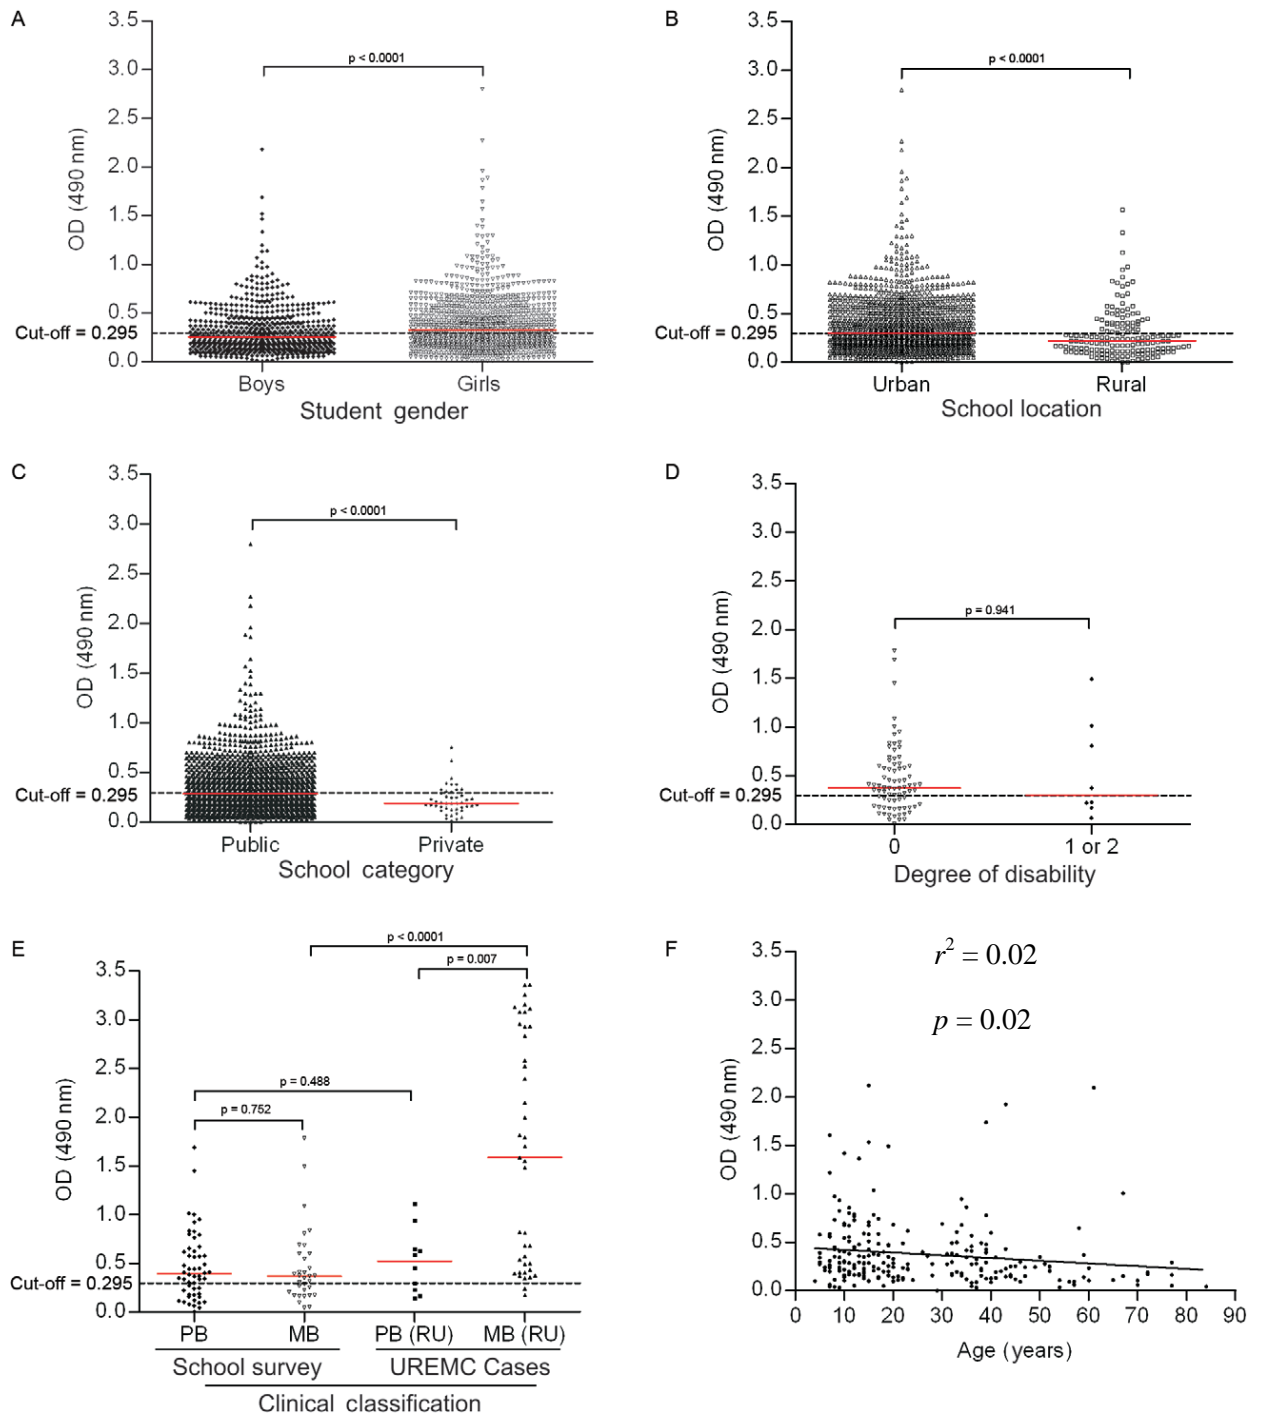 A
3.5
3.0
2.5
2.0
1.5
1.0
0.5
0.0
OD (490 nm)
Cut-off = 0.295
p < 0.0001
Boys
Girls
Student gender
B
3.5
3.0
2.5
2.0
1.5
1.0
0.5
0.0
OD (490 nm)
Cut-off = 0.295
p < 0.0001
Urban
Rural
School location
C
3.5
3.0
2.5
2.0
1.5
1.0
0.5
0.0
OD (490 nm)
Cut-off = 0.295
p < 0.0001
Public
Private
School category
D
3.5
3.0
2.5
2.0
1.5
1.0
0.5
0.0
OD (490 nm)
Cut-off = 0.295
p = 0.941
0
1 or 2
Degree of disability
E
3.5
3.0
2.5
2.0
1.5
1.0
0.5
0.0
OD (490 nm)
Cut-off = 0.295
p < 0.0001
p = 0.007
p = 0.488
p = 0.752
PB
MB
PB (RU)
MB (RU)
School survey
UREMC Cases
Clinical classification
F
r² = 0.02
p = 0.02
3.5
3.0
2.5
2.0
1.5
1.0
0.5
0.0
OD (490 nm)
0 10 20 30 40 50 60 70 80 90
Age (years)